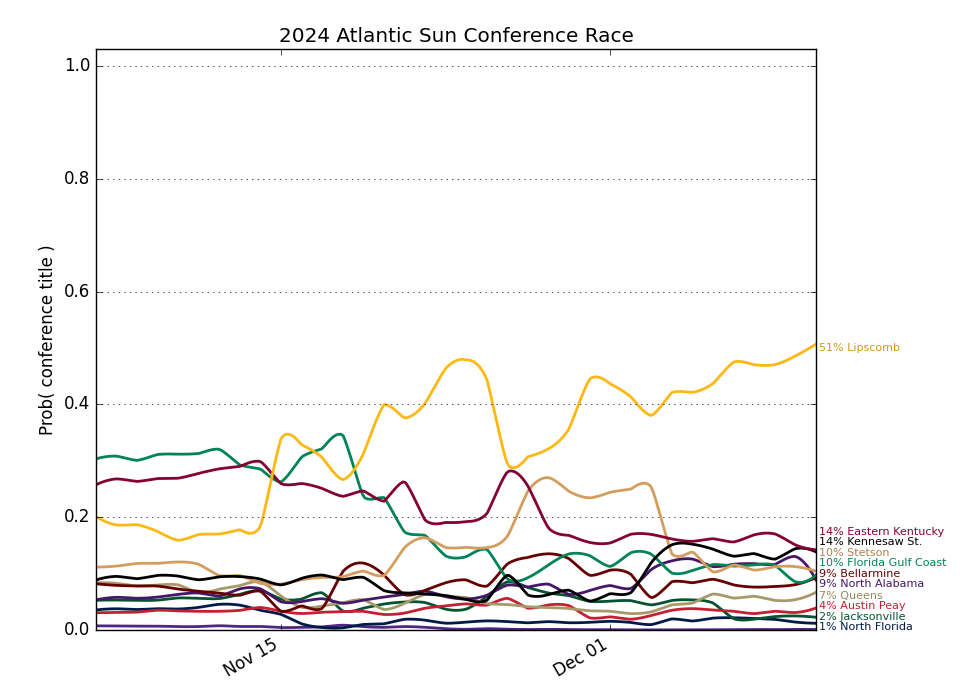 2024 Atlantic Sun Conference Race
Prob( conference title )
1.0
0.8
0.6
0.4
0.2
0.0
Nov 15
Dec 01
51% Lipscomb
14% Eastern Kentucky
14% Kennesaw St.
10% Stetson
10% Florida Gulf Coast
9% Bellarmine
9% North Alabama
7% Queens
4% Austin Peay
2% Jacksonville
1% North Florida